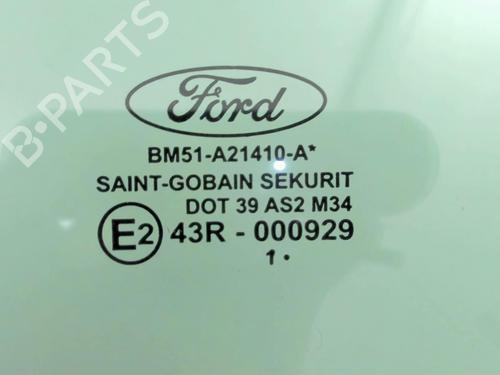 B-PARTS
Ford
BM51-A21410-A*
SAINT-GOBAIN SEKURIT
DOT 39 AS2 M34
E2 43R - 000929
1 •